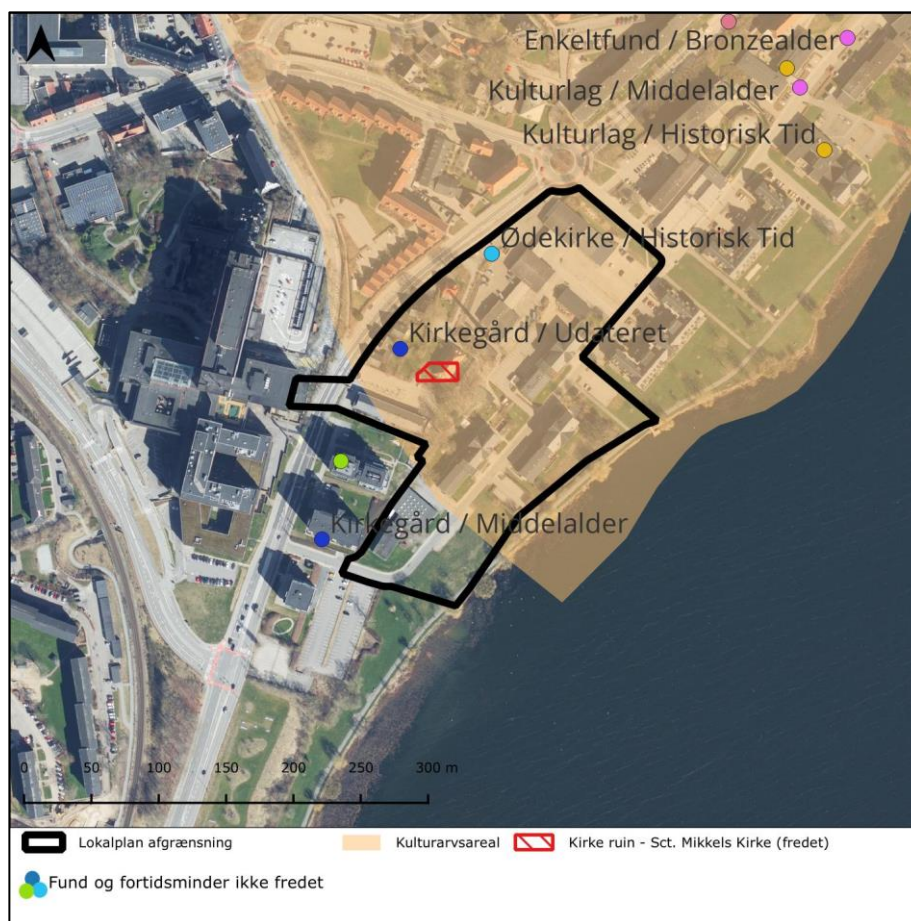 Enkeltfund / Bronzealder
Kulturlag / Middelalder
Kulturlag / Historisk Tid
Ødekirke / Historisk Tid
Kirkegård / Udateret
Kirkegård / Middelalder
0 50 100 150 200 250 300 m
Lokalplan afgrænsning Kulturarvsareal Kirke ruin - Sct. Mikkels Kirke (fredet)
Fund og fortidsminder ikke fredet